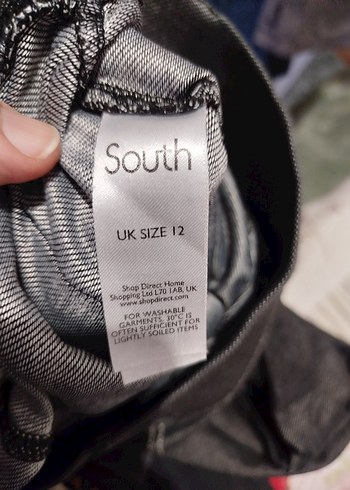 South
UK SIZE 12
Shop Direct Home
Shopping Ltd L70 1AB, UK
www.shopdirect.com
FOR WASHABLE
GARMENTS, 30°C IS
OFTEN SUFFICIENT FOR
LIGHTLY SOILED ITEMS